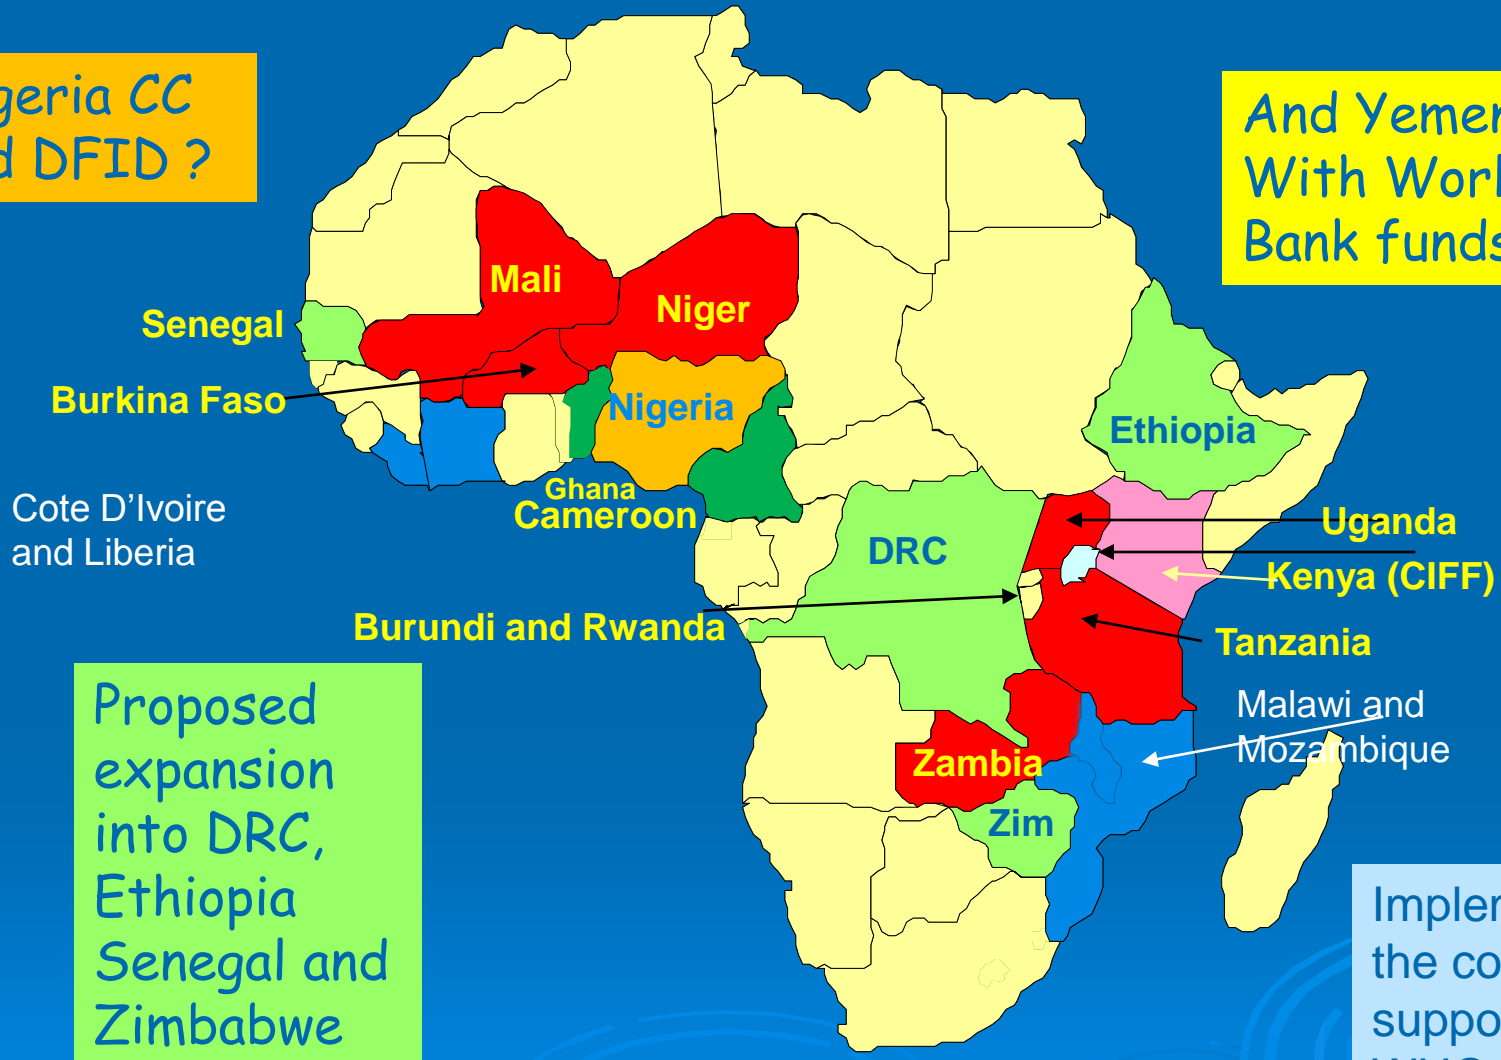 geria CC
d DFID ?
And Yemen
With Worl
Bank funds
Mali
Niger
Senegal
Burkina Faso
Nigeria
Ethiopia
Ghana
Cameroon
Cote D’Ivoire
and Liberia
DRC
Uganda
Kenya (CIFF)
Burundi and Rwanda
Tanzania
Malawi and
Mozambique
Zambia
Zim
Proposed
expansion
into DRC,
Ethiopia
Senegal and
Zimbabwe
Implem
the co
suppo